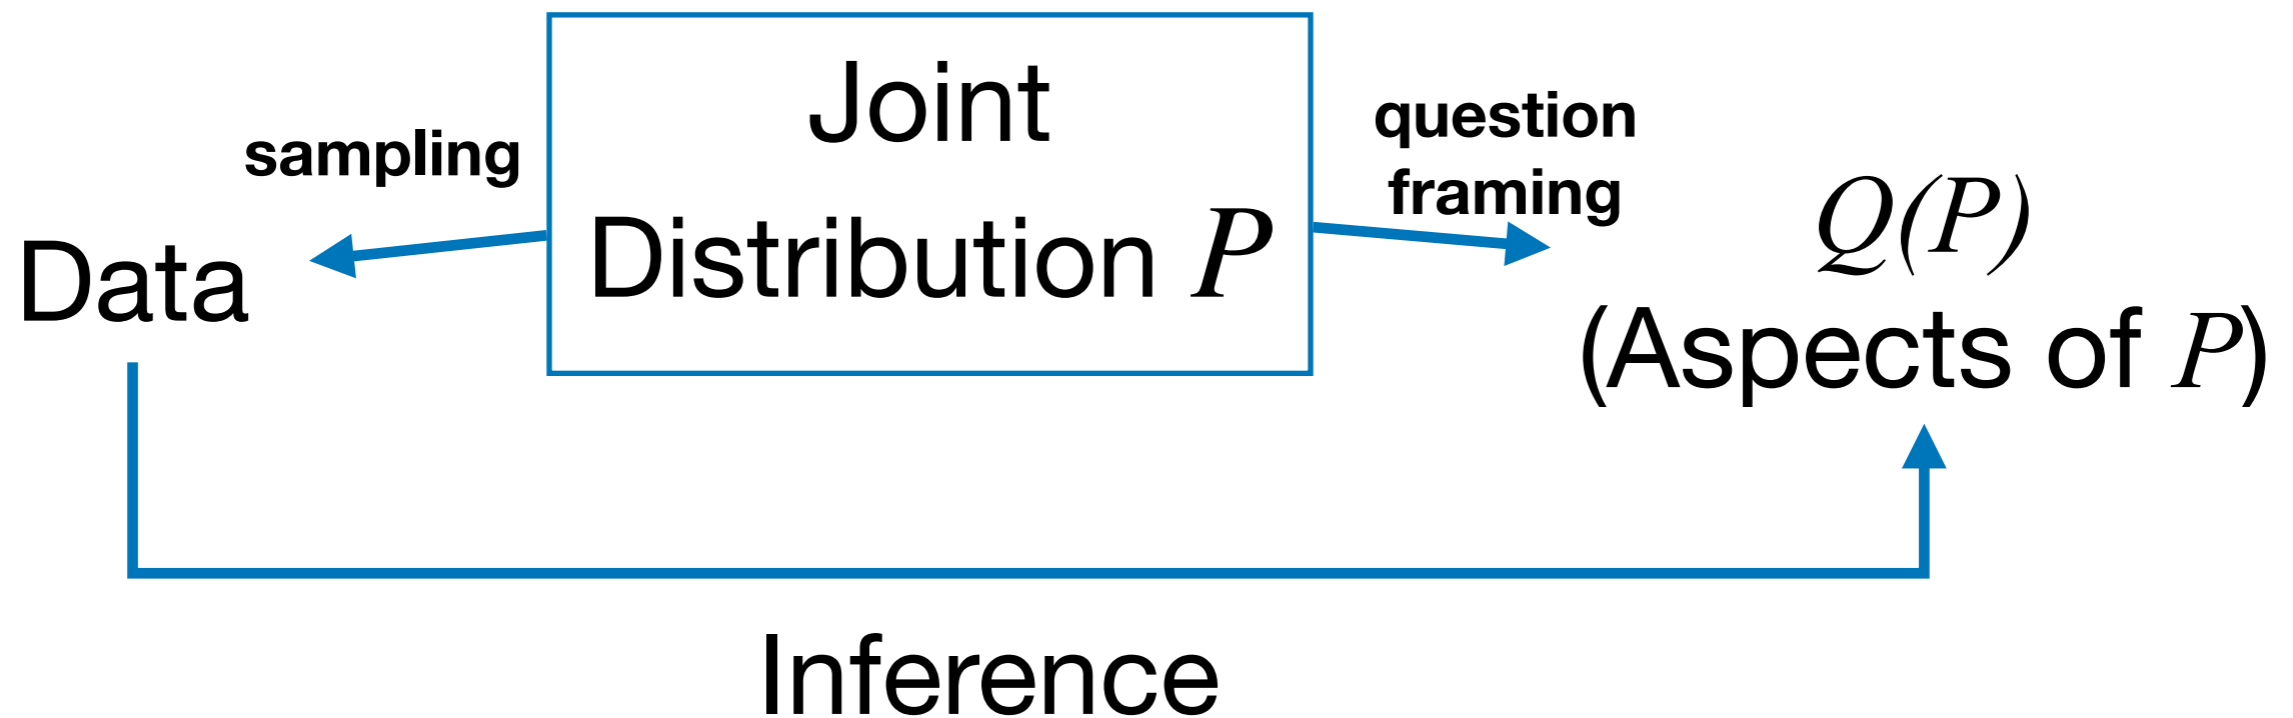 Joint
Distribution P
sampling
question
framing
Data
Q(P)
(Aspects of P)
Inference